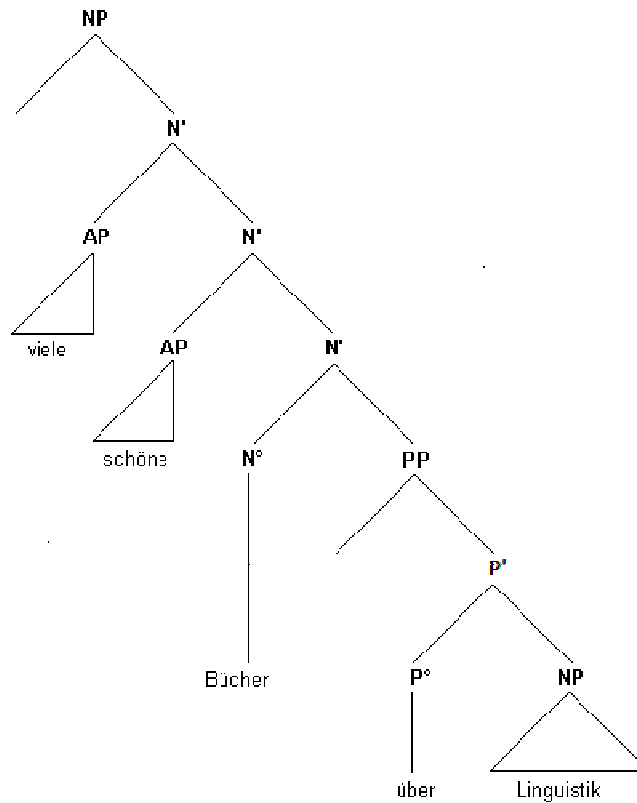 NP
N'
AP N'
viele
AP N'
schöne
N° PP
P'
Bücher P° NP
über Linguistik